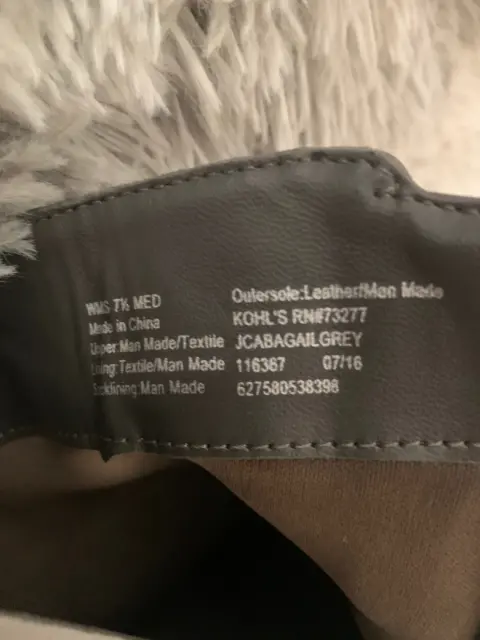 WMS 7½ MED
Made in China
Upper:Man Made/Textile
Lining:Textile/Man Made
Socklining:Man Made
Outersole:Leather/Man Made
KOHL'S RN#73277
JCABAGAILGREY
116387 07/16
627580538398